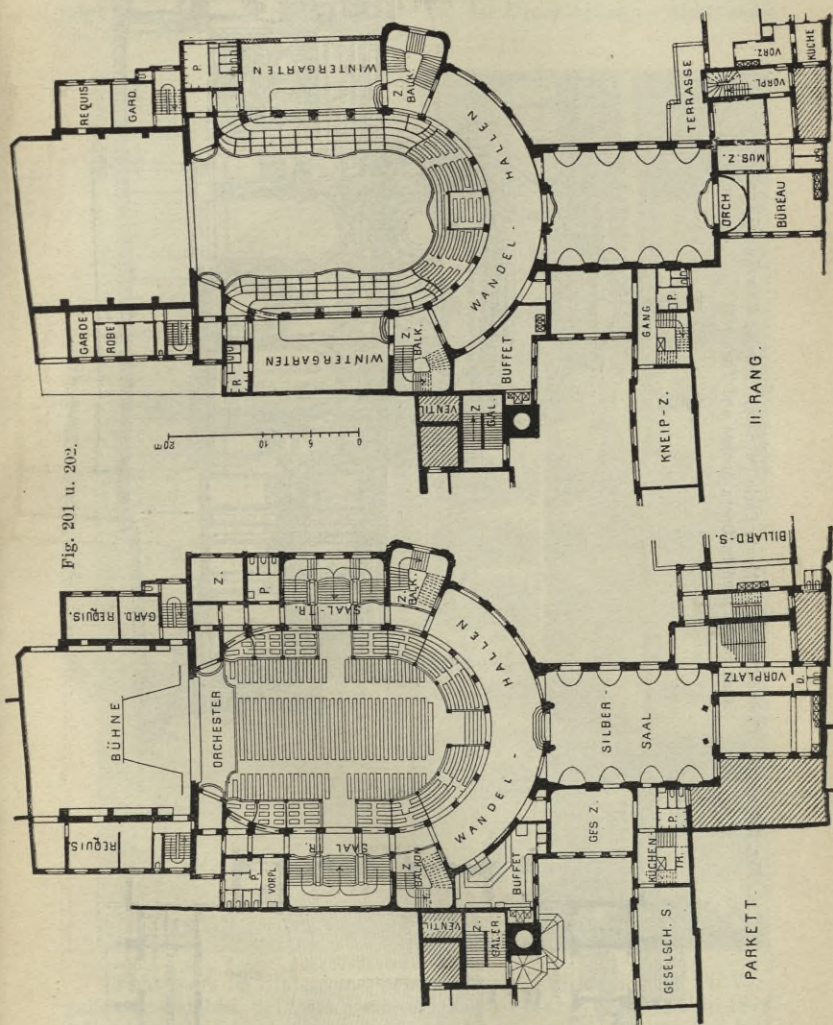 Fig. 201 u. 202.
REQUIS
GARD.
P.
WINTERGARTEN
Z.
BALK.
WANDEL-
HALLEN
GARDE
ROBE
R.
WINTERGARTEN
Z.
BALK.
VENTIL
Z.
GAL
BUFFET
TERRASSE
VORZ.
KÜCHE
VORPL.
MUS. Z.
ORCH
BÜREAU
GANG
P.
KNEIP-Z.
II. RANG.
20 m
10
5
0
REQUIS.
GARD.
BÜHNE
ORCHESTER
Z.
P.
SAAL-TR.
Z.
BALK.
REQUIS.
P.
VORPL
SAAL
TR.
Z.
BALKON
WANDEL-
HALLEN
VENTIL
Z.
GALER
BUFFET
SILBER-
SAAL
GES Z.
KÜCHEN
TR.
P.
GESELSCH. S.
VORPLATZ
BILLARD-S.
PARKETT.